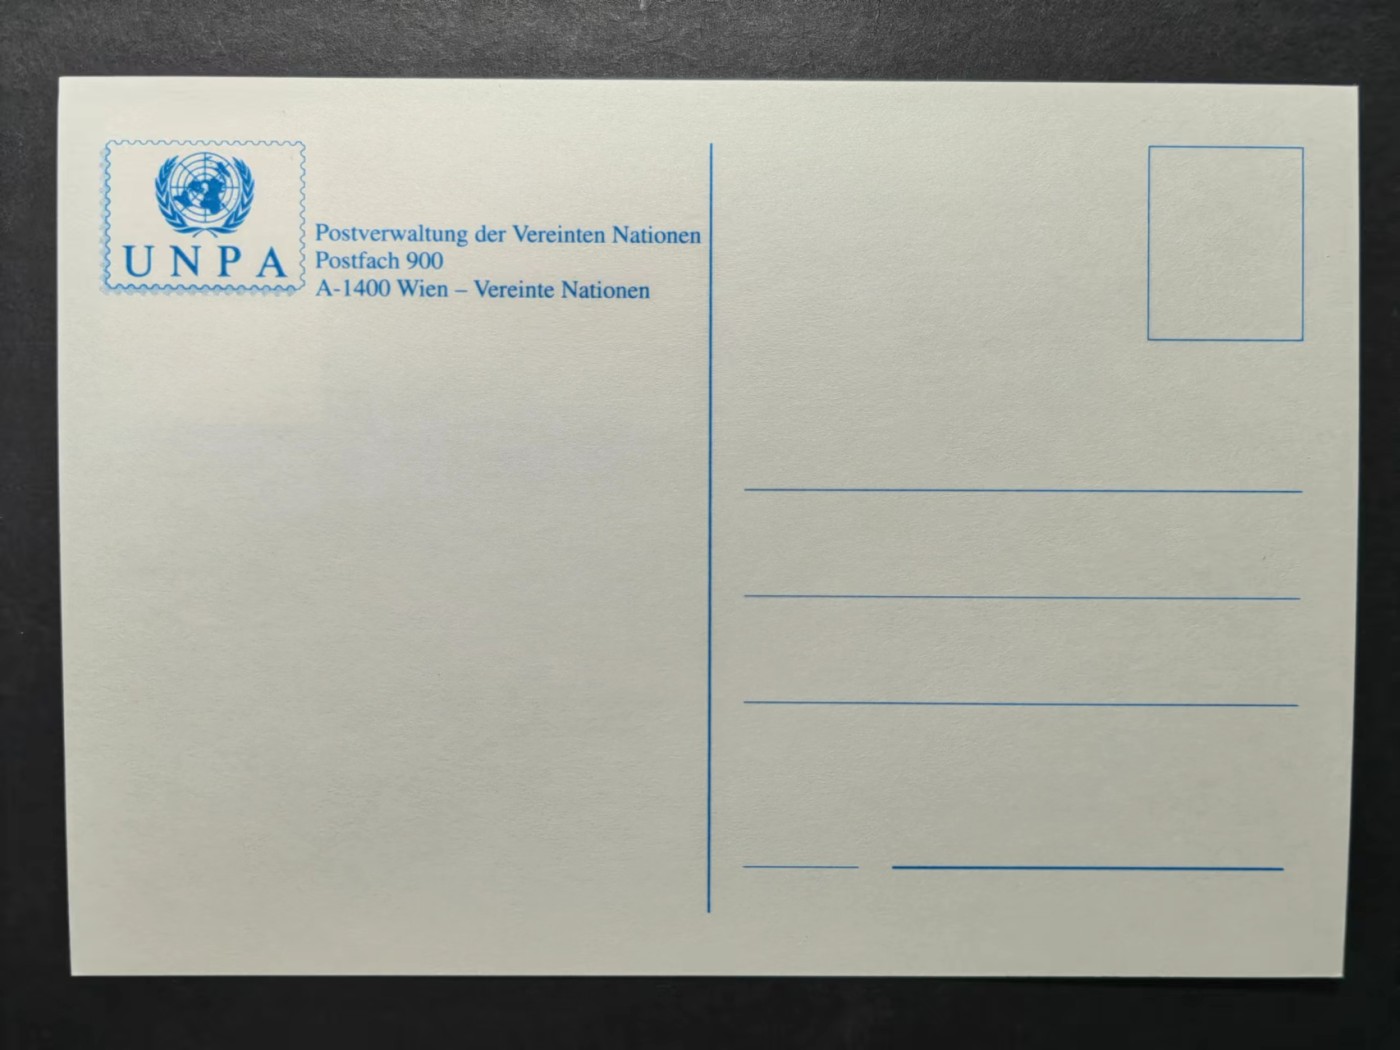 UNPA
Postverwaltung der Vereinten Nationen
Postfach 900
A-1400 Wien – Vereinte Nationen